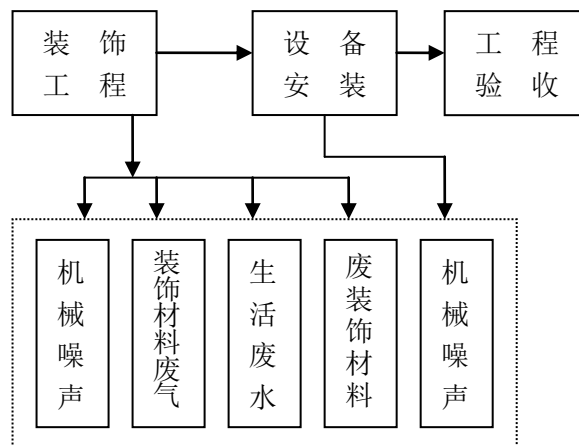 装 饰
工 程
设 备
安 装
工 程
验 收
机械噪声
装饰材料废气
生活废水
废装饰材料
机械噪声